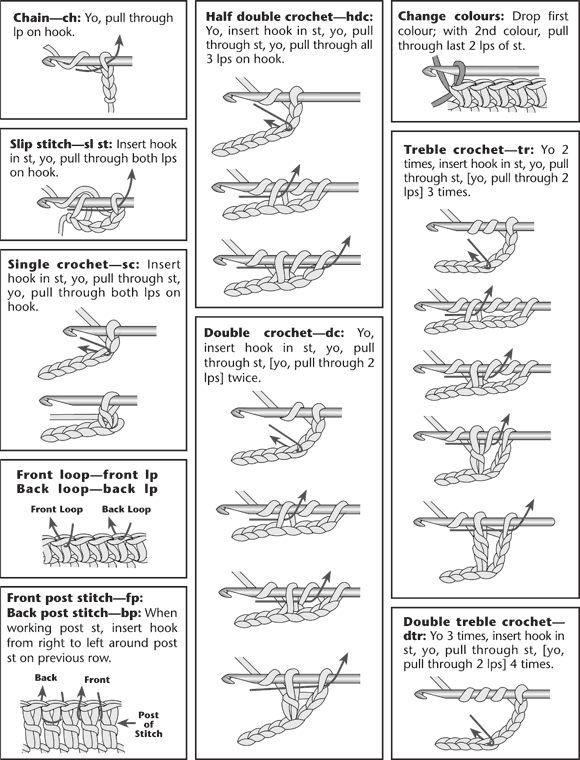 Chain—ch: Yo, pull through
lp on hook.
Slip stitch—sl st: Insert hook
in st, yo, pull through both lps
on hook.
Single crochet—sc: Insert
hook in st, yo, pull through st,
yo, pull through both lps on
hook.
Front loop—front lp
Back loop—back lp
Front Loop Back Loop
Front post stitch—fp:
Back post stitch—bp: When
working post st, insert hook
from right to left around post
st on previous row.
Back Front
Post
of
Stitch
Half double crochet—hdc:
Yo, insert hook in st, yo, pull
through st, yo, pull through all
3 lps on hook.
Double crochet—dc: Yo,
insert hook in st, yo, pull
through st, [yo, pull through 2
lps] twice.
Change colours: Drop first
colour; with 2nd colour, pull
through last 2 lps of st.
Treble crochet—tr: Yo 2
times, insert hook in st, yo, pull
through st, [yo, pull through 2
lps] 3 times.
Double treble crochet—
dtr: Yo 3 times, insert hook in
st, yo, pull through st, [yo,
pull through 2 lps] 4 times.